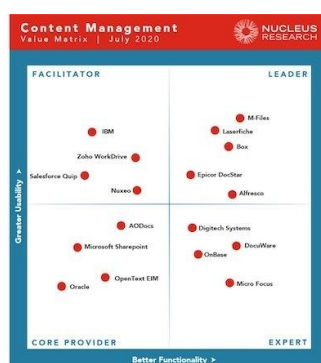 Content Management
Value Matrix | July 2020
NUCLEUS
RESEARCH
FACILITATOR
LEADER
M-Files
IBM
Laserfiche
Box
Zoho WorkDrive
Salesforce Quip
Epicor DocStar
Nuxeo
Alfresco
Greater Usability >
AODocs
Digitech Systems
Microsoft Sharepoint
DocuWare
OnBase
OpenText EIM
Oracle
Micro Focus
CORE PROVIDER
EXPERT
Better Functionality >